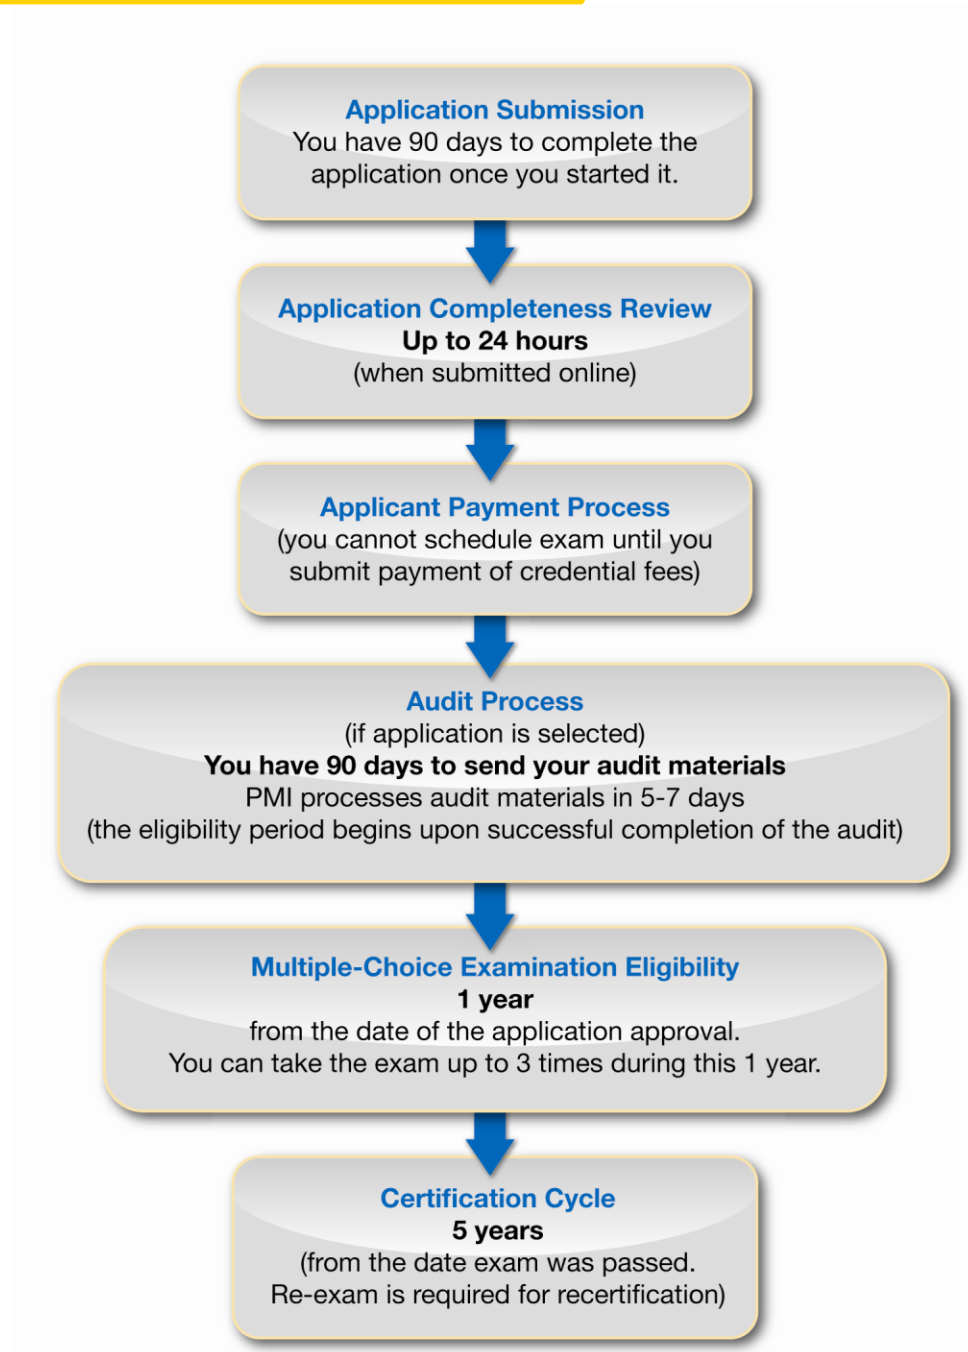 Application Submission
You have 90 days to complete the
application once you started it.
Application Completeness Review
Up to 24 hours
(when submitted online)
Applicant Payment Process
(you cannot schedule exam until you
submit payment of credential fees)
Audit Process
(if application is selected)
You have 90 days to send your audit materials
PMI processes audit materials in 5-7 days
(the eligibility period begins upon successful completion of the audit)
Multiple-Choice Examination Eligibility
1 year
from the date of the application approval.
You can take the exam up to 3 times during this 1 year.
Certification Cycle
5 years
(from the date exam was passed.
Re-exam is required for recertification)